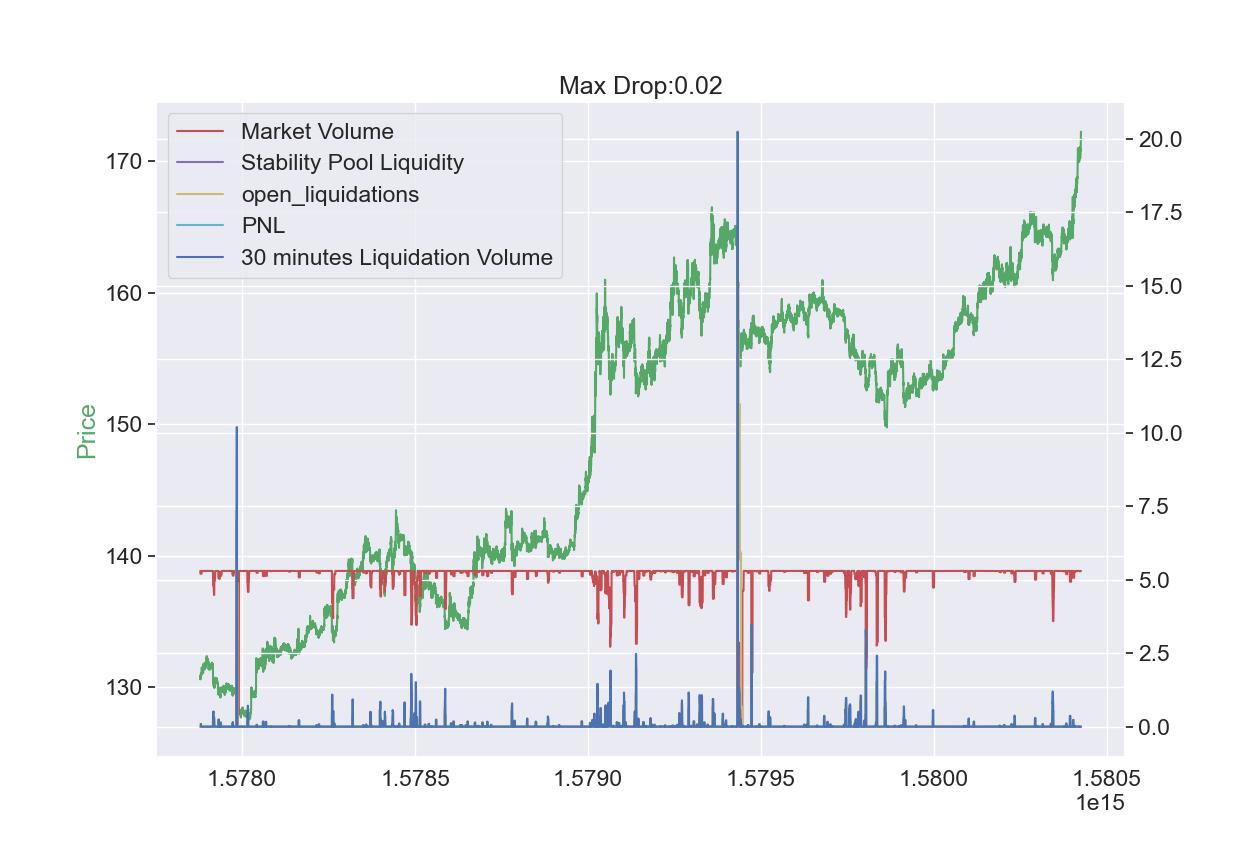 Max Drop:0.02
Market Volume
Stability Pool Liquidity
open_liquidations
PNL
30 minutes Liquidation Volume
Price
170
160
150
140
130
20.0
17.5
15.0
12.5
10.0
7.5
5.0
2.5
0.0
1.5780 1.5785 1.5790 1.5795 1.5800 1.5805
1e15